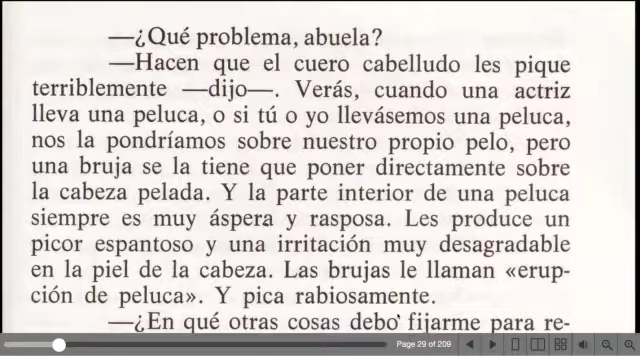 —¿Qué problema, abuela?
—Hacen que el cuero cabelludo les pique
terriblemente —dijo—. Verás, cuando una actriz
lleva una peluca, o si tú o yo llevásemos una peluca,
nos la pondríamos sobre nuestro propio pelo, pero
una bruja se la tiene que poner directamente sobre
la cabeza pelada. Y la parte interior de una peluca
siempre es muy áspera y rasposa. Les produce un
picor espantoso y una irritación muy desagradable
en la piel de la cabeza. Las brujas le llaman «erup-
ción de peluca». Y pica rabiosamente.
—¿En qué otras cosas debo fijarme para re-
Page 29 of 209